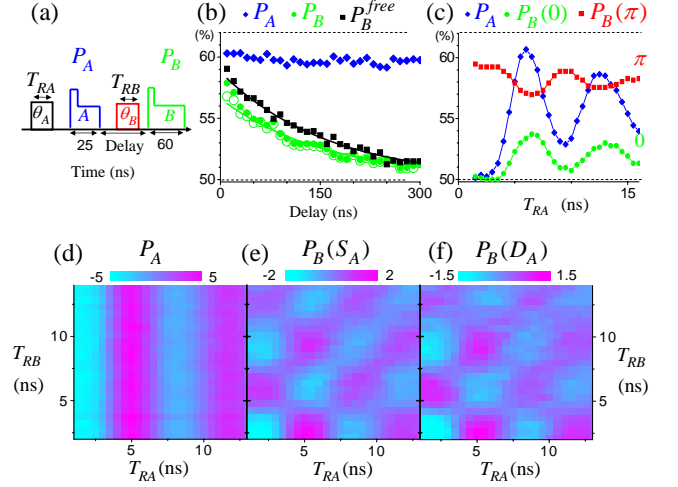 (a)
P_A
P_B
T_RA
T_RB
θ_A
A
θ_B
B
25
Delay
60
Time (ns)
(b)
P_A
P_B
P_B^free
(%)
60
55
50
0
150
300
Delay (ns)
(c)
P_A
P_B(0)
P_B(π)
(%)
60
55
50
π
0
0
15
T_RA (ns)
(d)
P_A
-5
5
(e)
P_B(S_A)
-2
2
(f)
P_B(D_A)
-1.5
1.5
T_RB
(ns)
10
5
5
10
T_RA (ns)
5
10
T_RA (ns)
5
10
T_RA (ns)
10
5
T_RB
(ns)